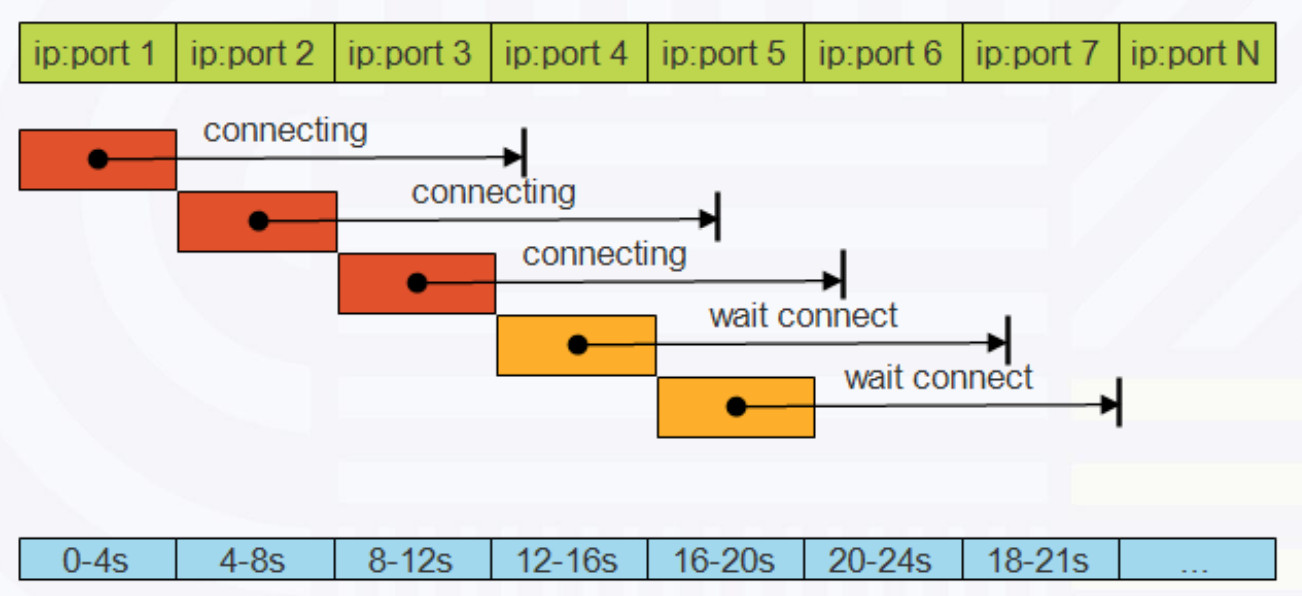 ip:port 1 ip:port 2 ip:port 3 ip:port 4 ip:port 5 ip:port 6 ip:port 7 ip:port N
connecting
connecting
connecting
wait connect
wait connect
0-4s 4-8s 8-12s 12-16s 16-20s 20-24s 18-21s ...